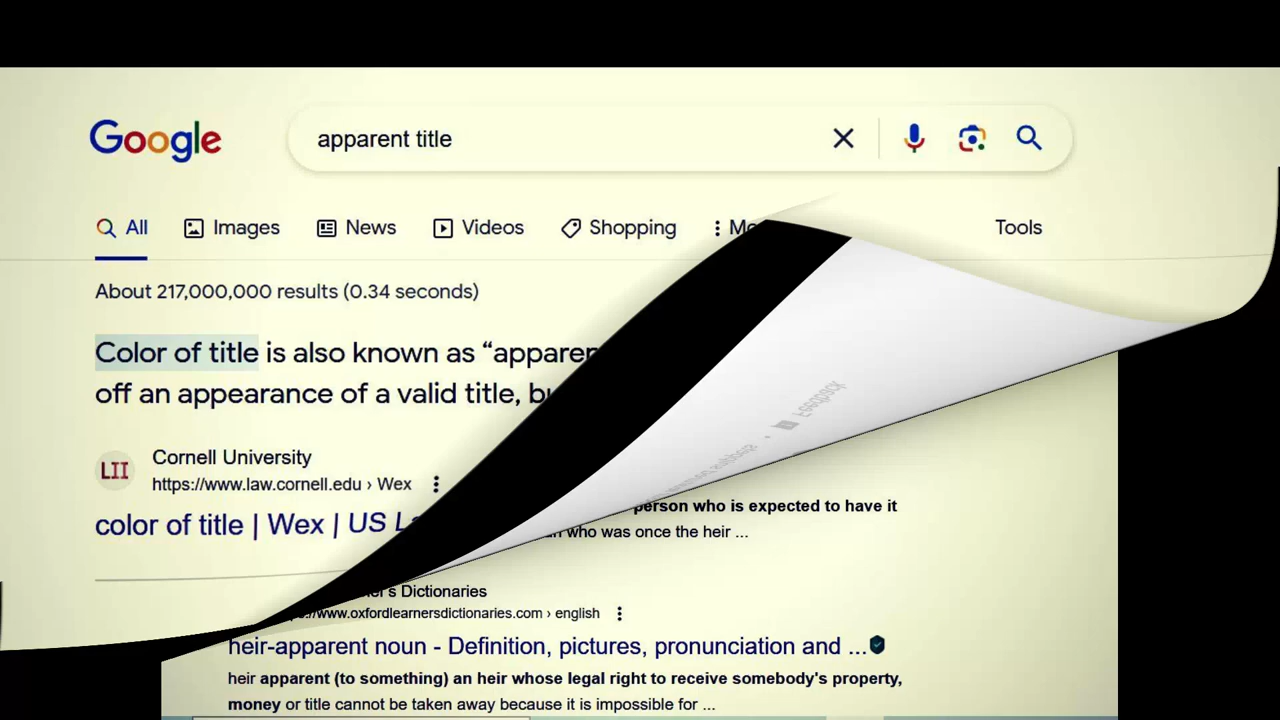 Google
apparent title
All Images News Videos Shopping Tools
About 217,000,000 results (0.34 seconds)
Color of title is also known as “apparen
off an appearance of a valid title, bu
LII
Cornell University
https://www.law.cornell.edu › Wex
color of title | Wex | US La
Feedback
person who is expected to have it
who was once the heir ...
er's Dictionaries
://www.oxfordlearnersdictionaries.com › english
heir-apparent noun - Definition, pictures, pronunciation and ...
heir apparent (to something) an heir whose legal right to receive somebody's property,
money or title cannot be taken away because it is impossible for ...